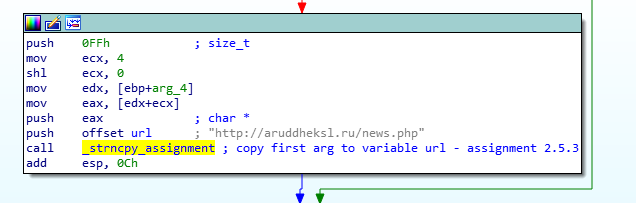 push 0FFh ; size_t
mov ecx, 4
shl ecx, 0
mov edx, [ebp+arg_4]
mov eax, [edx+ecx]
push eax ; char *
push offset url ; "http://aruddheksl.ru/news.php"
call _strncpy_assignment ; copy first arg to variable url - assignment 2.5.3
add esp, 0Ch